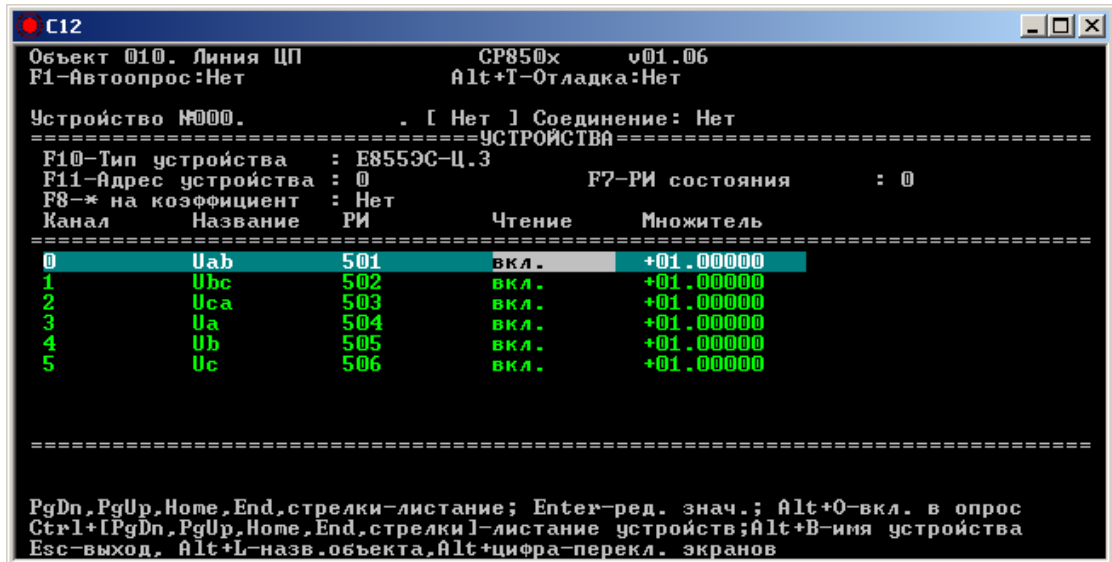 C12
Объект 010. Линия ЦП CP850x v01.06
F1-Автоопрос:Нет Alt+T-Отладка:Нет
Устройство №000. . [ Нет ] Соединение: Нет
=================================УСТРОЙСТВА===================================
F10-Тип устройства : Е855ЭС-Ц.3
F11-Адрес устройства : 0 F7-РИ состояния : 0
F8-* на коэффициент : Нет
Канал Название РИ Чтение Множитель
==============================================================================
0 Uab 501 вкл. +01.00000
1 Ubc 502 вкл. +01.00000
2 Uca 503 вкл. +01.00000
3 Ua 504 вкл. +01.00000
4 Ub 505 вкл. +01.00000
5 Uc 506 вкл. +01.00000
==============================================================================
PgDn,PgUp,Home,End,стрелки-листание; Enter-ред. знач.; Alt+O-вкл. в опрос
Ctrl+[PgDn,PgUp,Home,End,стрелки]-листание устройств;Alt+B-имя устройства
Esc-выход, Alt+L-назв.объекта,Alt+цифра-перекл. экранов